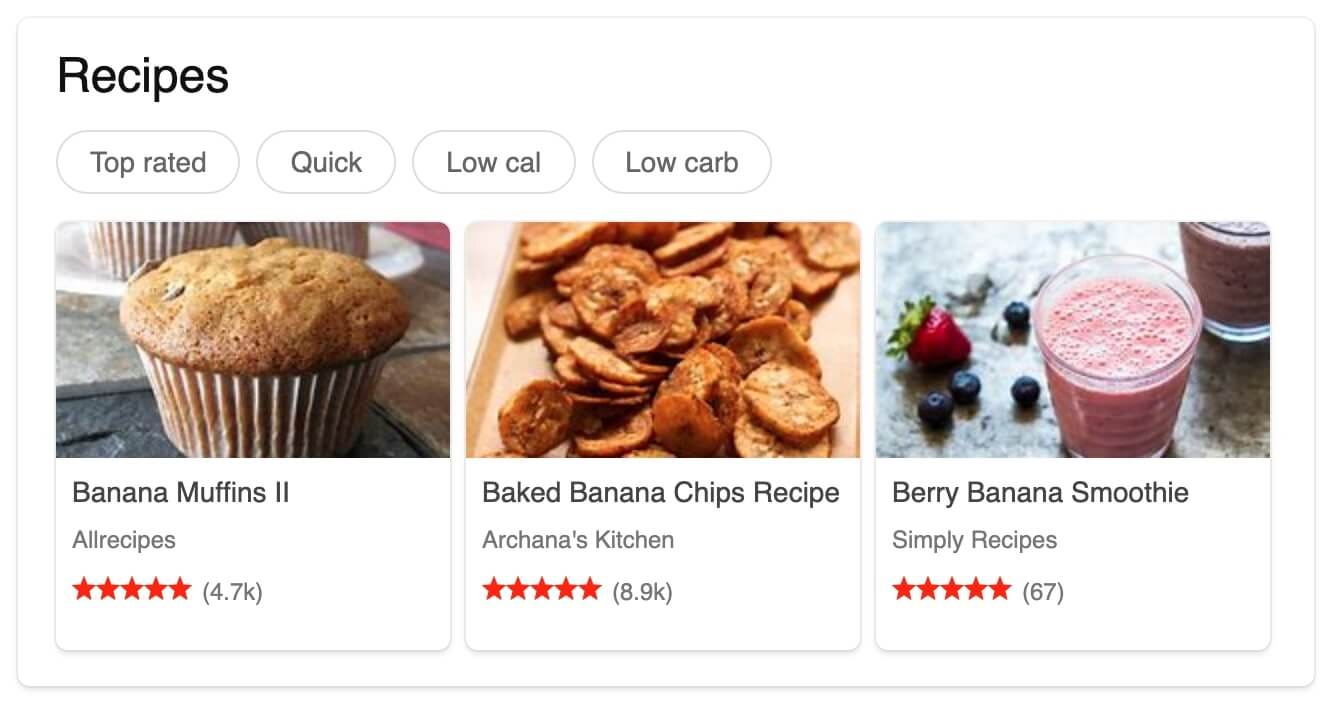 Recipes
Top rated Quick Low cal Low carb
Banana Muffins II
Allrecipes
★★★★★ (4.7k)
Baked Banana Chips Recipe
Archana's Kitchen
★★★★★ (8.9k)
Berry Banana Smoothie
Simply Recipes
★★★★★ (67)